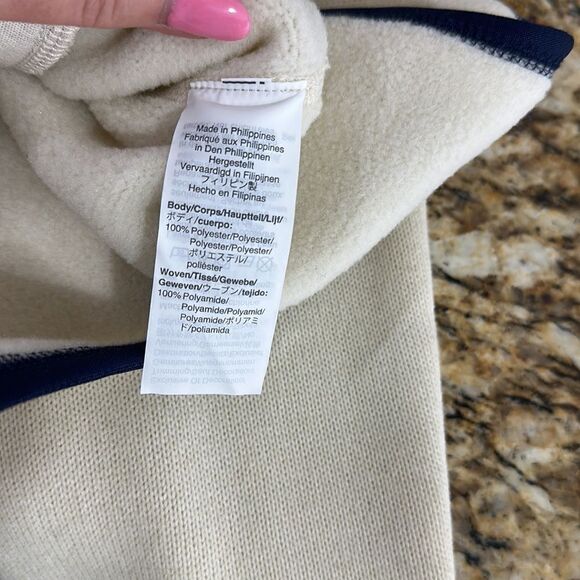 Made in Philippines
Fabriqué aux Philippines
in Den Philippinen
Hergestellt
Vervaardigd in Filipijnen
フィリピン製
Hecho en Filipinas
Body/Corps/Hauptteil/Lijf/
ボディ/cuerpo:
100% Polyester/Polyester/
Polyester/Polyester/
ポリエステル/
poliéster
Woven/Tissé/Gewebe/
Geweven/ウーブン/tejido:
100% Polyamide/
Polyamide/Polyamid/
Polyamide/ポリアミ
ド/poliamida